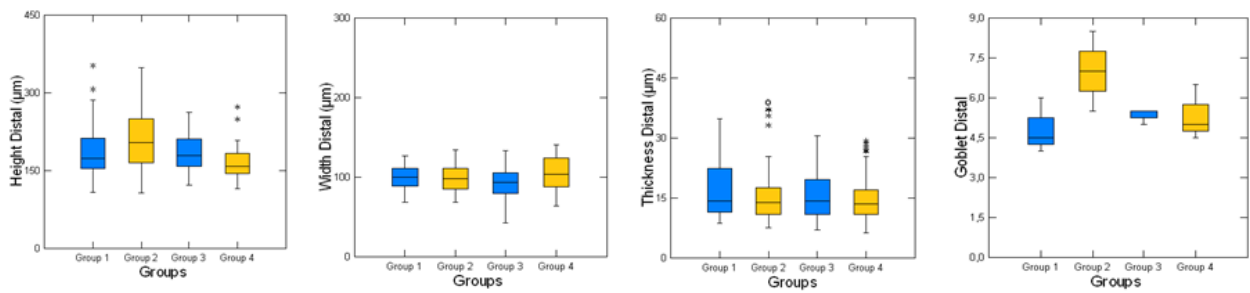 Height Distal (µm)
450
300
150
0
Group 1 Group 2 Group 3 Group 4
Groups
Width Distal (µm)
300
200
100
0
Group 1 Group 2 Group 3 Group 4
Groups
Thickness Distal (µm)
60
45
30
15
0
Group 1 Group 2 Group 3 Group 4
Groups
Goblet Distal
9,0
7,5
6,0
4,5
3,0
1,5
0,0
Group 1 Group 2 Group 3 Group 4
Groups